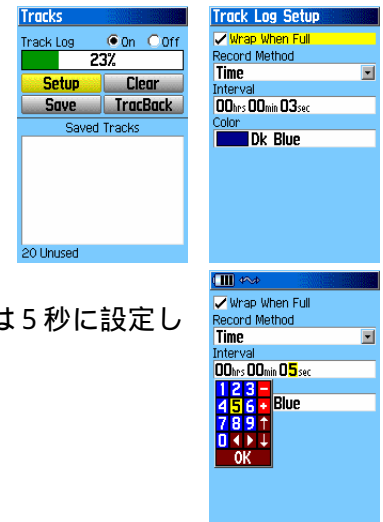 Tracks
Track Log On Off
23%
Setup Clear
Save TracBack
Saved Tracks
20 Unused
Track Log Setup
Wrap When Full
Record Method
Time
Interval
00hrs 00min 03sec
Color
Dk Blue
は5秒に設定し
Wrap When Full
Record Method
Time
Interval
00hrs 00min 05sec
1 2 3 -
4 5 6 + Blue
7 8 9 ↑
0 ◀ ▶ ↓
OK